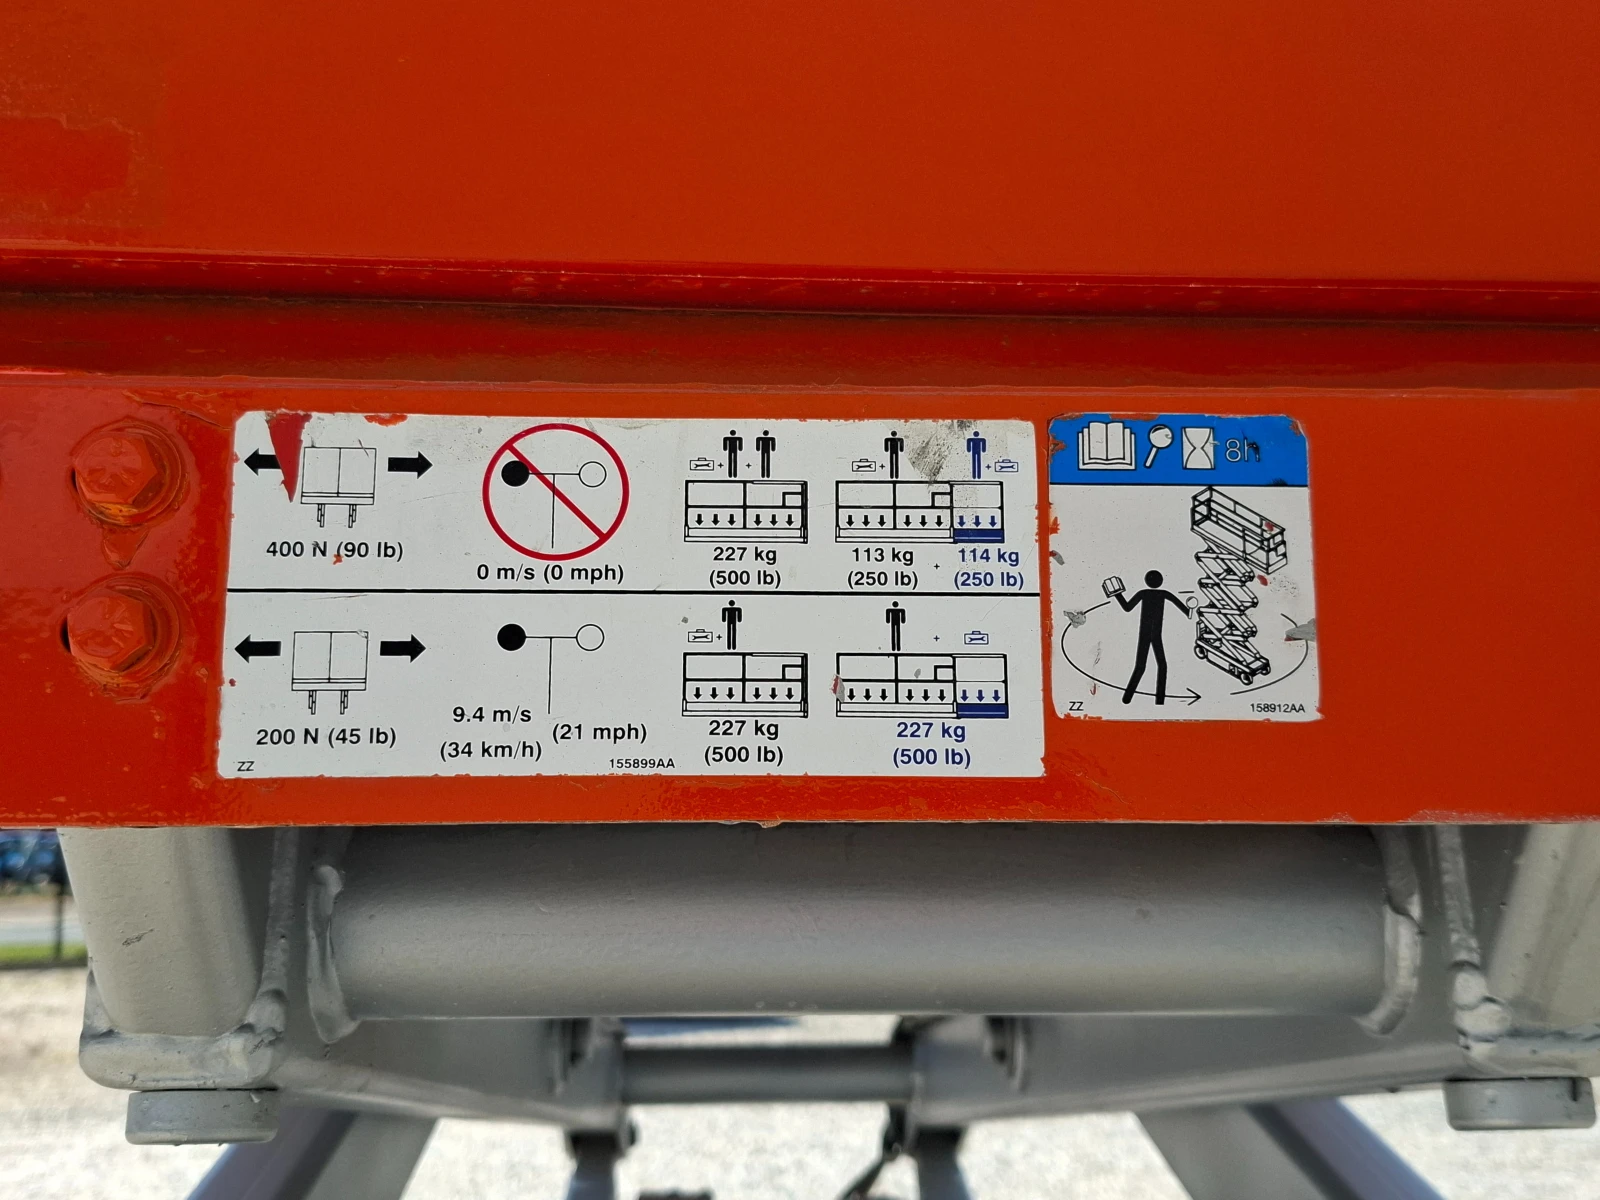 400 N (90 lb)
0 m/s (0 mph)
227 kg
(500 lb)
113 kg
(250 lb)
+
114 kg
(250 lb)
200 N (45 lb)
9.4 m/s
(34 km/h)
(21 mph)
227 kg
(500 lb)
227 kg
(500 lb)
ZZ
155899AA
8h
ZZ
158912AA